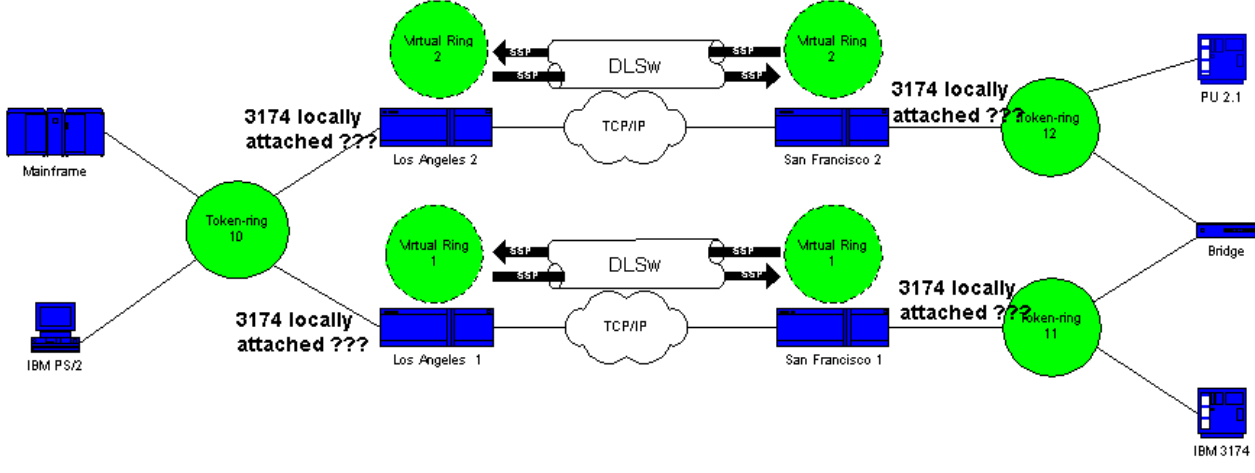 Virtual Ring
2
SSP
SSP
DLSw
SSP
SSP
Virtual Ring
2
PU 2.1
3174 locally
attached ???
Los Angeles 2
TCP/IP
San Francisco 2
3174 locally
attached ???
Token-ring
12
Mainframe
Token-ring
10
Virtual Ring
1
SSP
SSP
DLSw
SSP
SSP
Virtual Ring
1
Bridge
3174 locally
attached ???
Los Angeles 1
TCP/IP
San Francisco 1
3174 locally
attached ???
Token-ring
11
IBM PS/2
IBM 3174